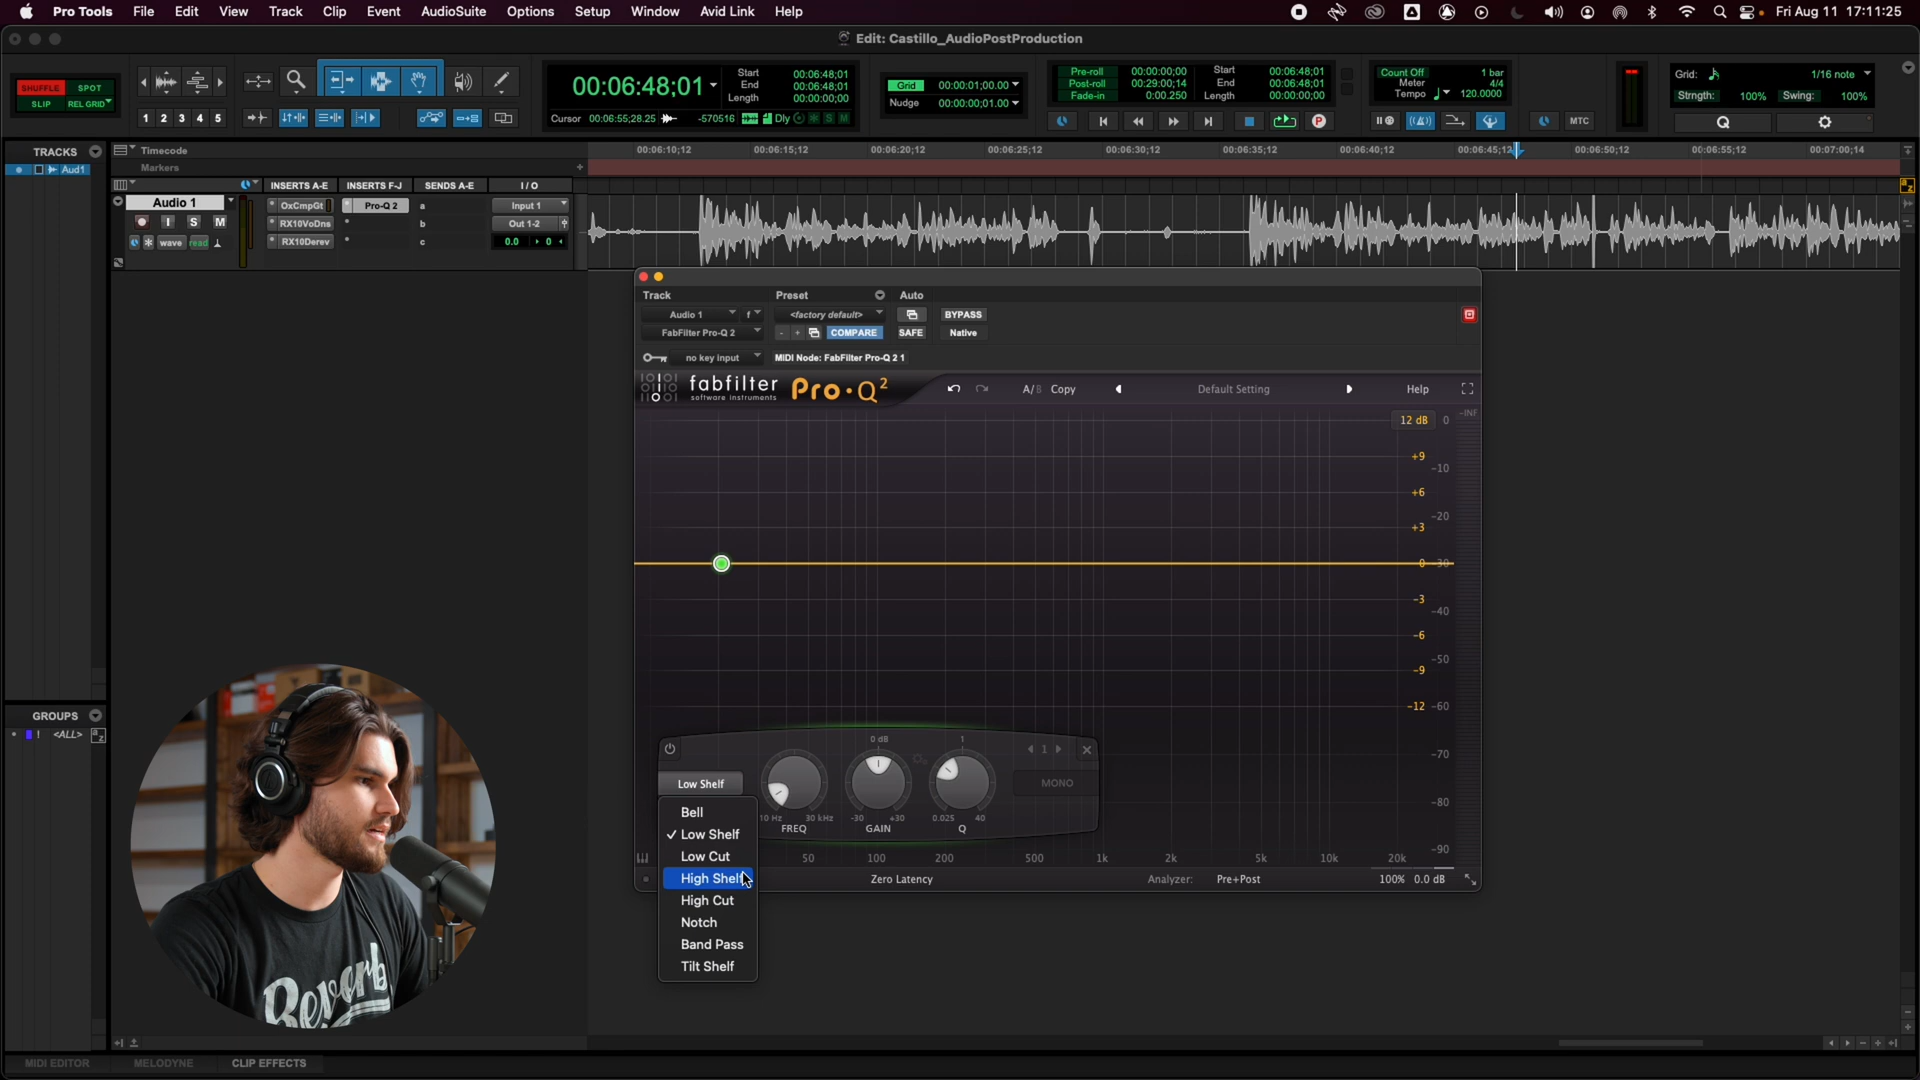 Pro Tools File Edit View Track Clip Event AudioSuite Options Setup Window Avid Link Help Fri Aug 11 17:11:25
Edit: Castillo_AudioPostProduction
SHUFFLE SPOT
SLIP REL GRID
1 2 3 4 5
00:06:48;01
Start 00:06:48;01
End 00:06:48;01
Length 00:00:00;00
Cursor 00:06:55;28.25 -570516 Dly S M
Grid 00:00:01;00.00
Nudge 00:00:00;01.00
Pre-roll 00:00:00;00 Start 00:06:48;01
Post-roll 00:29:00;14 End 00:06:48;01
Fade-in 0:00.250 Length 00:00:00;00
Count Off 1 bar
Meter 4/4
Tempo 120.0000
MTC
Grid: 1/16 note
Strngth: 100% Swing: 100%
Q
TRACKS
Aud1
Timecode
Markers
00:06:10;12 00:06:15;12 00:06:20;12 00:06:25;12 00:06:30;12 00:06:35;12 00:06:40;12 00:06:45;12 00:06:50;12 00:06:55;12 00:07:00;14
INSERTS A-E INSERTS F-J SENDS A-E I/O
Audio 1 OxCmpGt Pro-Q 2 a Input 1
I S M RX10VoDns b Out 1-2
wave read RX10Derev c 0.0 0
Track Preset Auto
Audio 1 f <factory default> BYPASS
FabFilter Pro-Q 2 - + COMPARE SAFE Native
no key input MIDI Node: FabFilter Pro-Q 2 1
fabfilter software instruments Pro·Q² A/B Copy Default Setting Help
12 dB 0 -INF
+9 -10
+6
-20
+3
0 -30
-3
-40
-6
-50
-9
-12 -60
-70
-80
-90
0 dB 1 1
Low Shelf MONO
10 Hz 30 kHz -30 +30 0.025 40
FREQ GAIN Q
Bell
Low Shelf
Low Cut
High Shelf
High Cut
Notch
Band Pass
Tilt Shelf
50 100 200 500 1k 2k 5k 10k 20k
Zero Latency Analyzer: Pre+Post 100% 0.0 dB
GROUPS
! <ALL>
Reverb
MIDI EDITOR MELODYNE CLIP EFFECTS